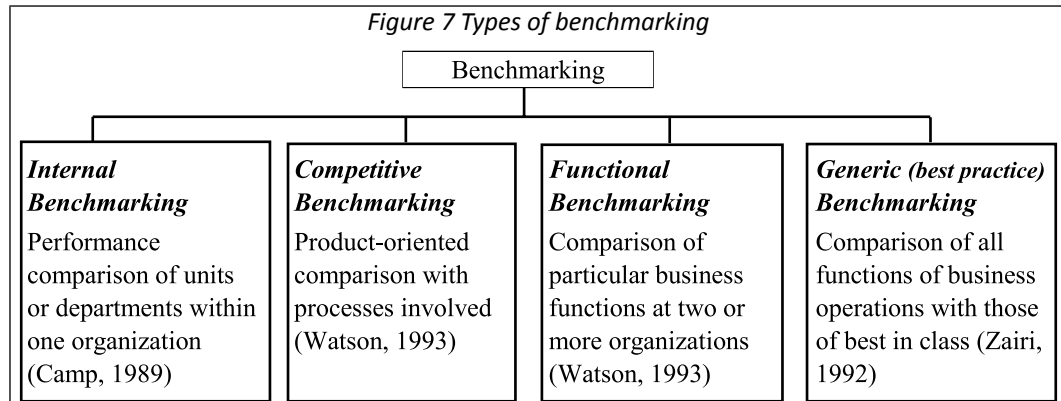 Figure 7 Types of benchmarking
Benchmarking
Internal
Benchmarking
Performance
comparison of units
or departments within
one organization
(Camp, 1989)
Competitive
Benchmarking
Product-oriented
comparison with
processes involved
(Watson, 1993)
Functional
Benchmarking
Comparison of
particular business
functions at two or
more organizations
(Watson, 1993)
Generic (best practice)
Benchmarking
Comparison of all
functions of business
operations with those
of best in class (Zairi,
1992)